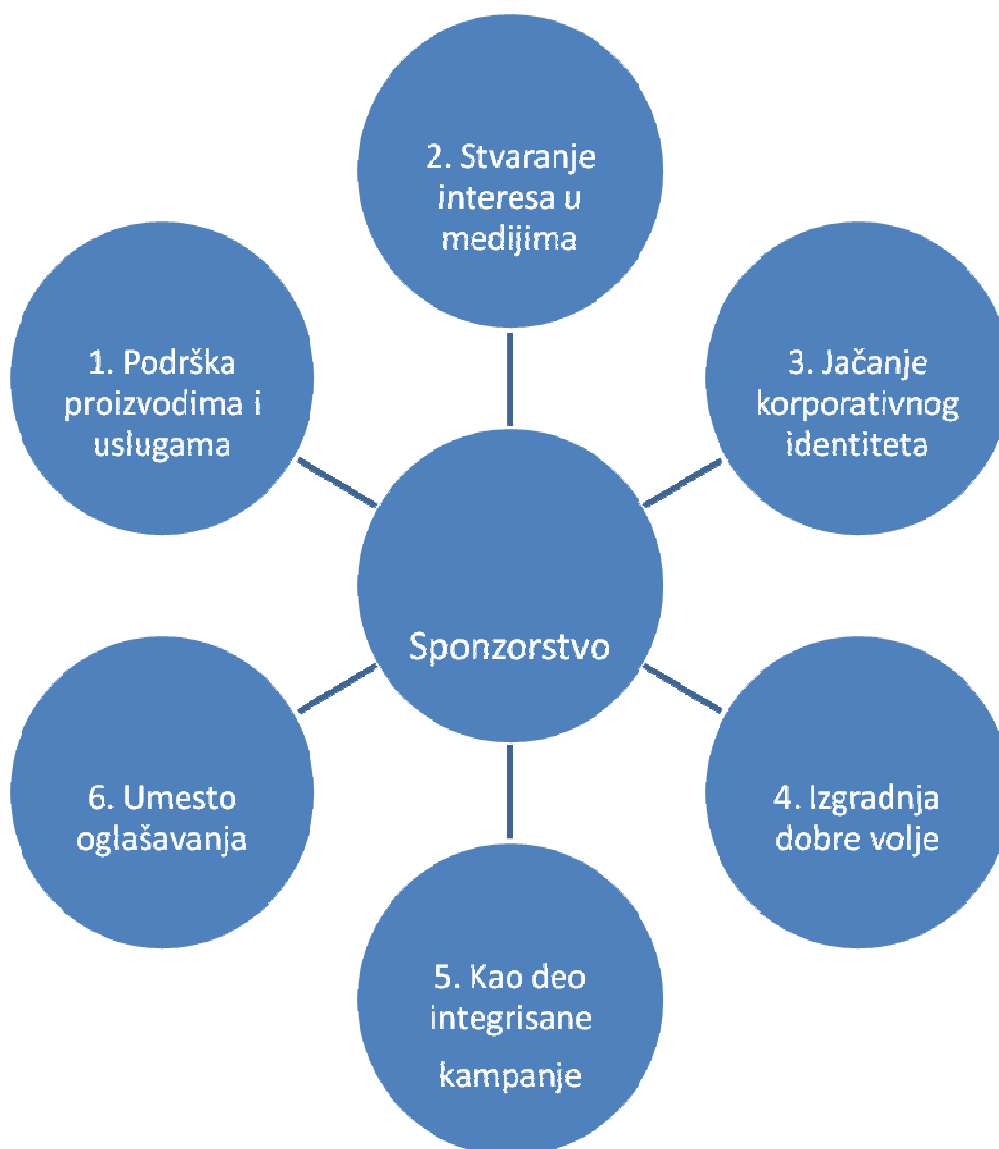 2. Stvaranje
interesa u
medijima
1. Podrška
proizvodima i
uslugama
3. Jačanje
korporativnog
identiteta
Sponzorstvo
6. Umesto
oglašavanja
4. Izgradnja
dobre volje
5. Kao deo
integrisane
kampanje